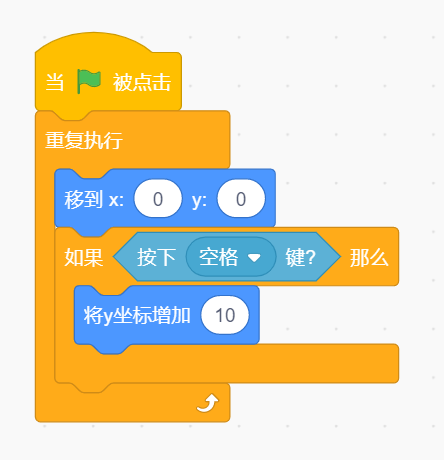 当 被点击
重复执行
移到 x: 0 y: 0
如果 按下 空格 键? 那么
将y坐标增加 10